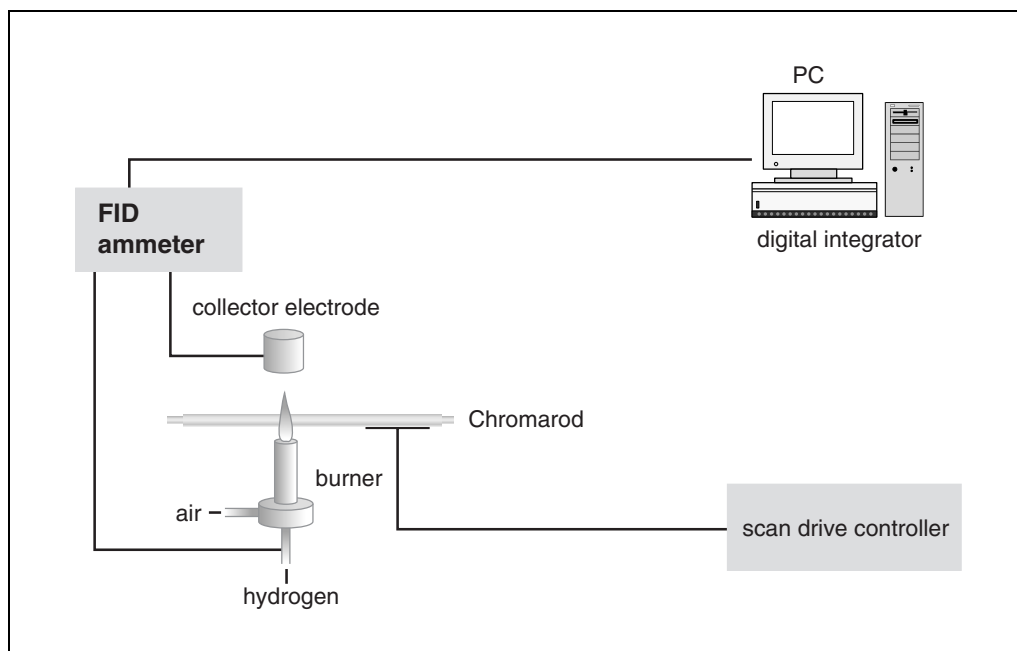 PC
FID
ammeter
digital integrator
collector electrode
Chromarod
burner
air
scan drive controller
hydrogen